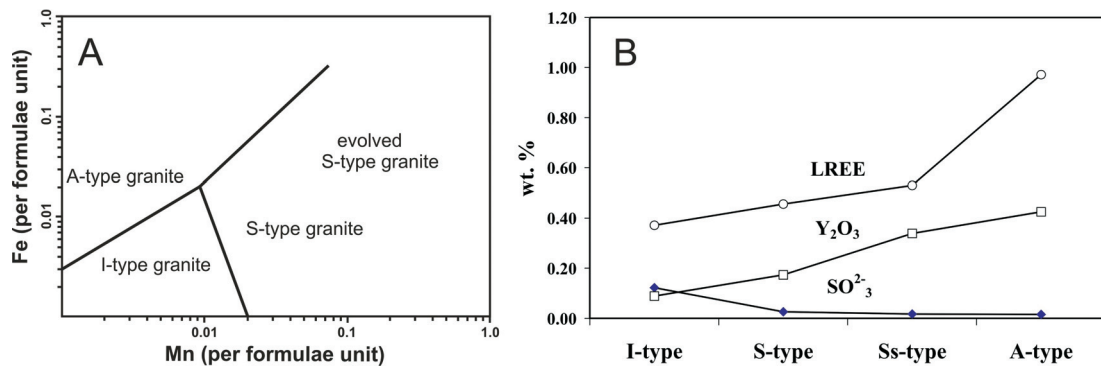 A
1.0
0.1
0.01
Fe (per formulae unit)
A-type granite
evolved
S-type granite
S-type granite
I-type granite
0.01
0.1
1.0
Mn (per formulae unit)
B
1.20
1.00
0.80
0.60
0.40
0.20
0.00
wt. %
LREE
Y₂O₃
SO²⁻₃
I-type
S-type
Ss-type
A-type